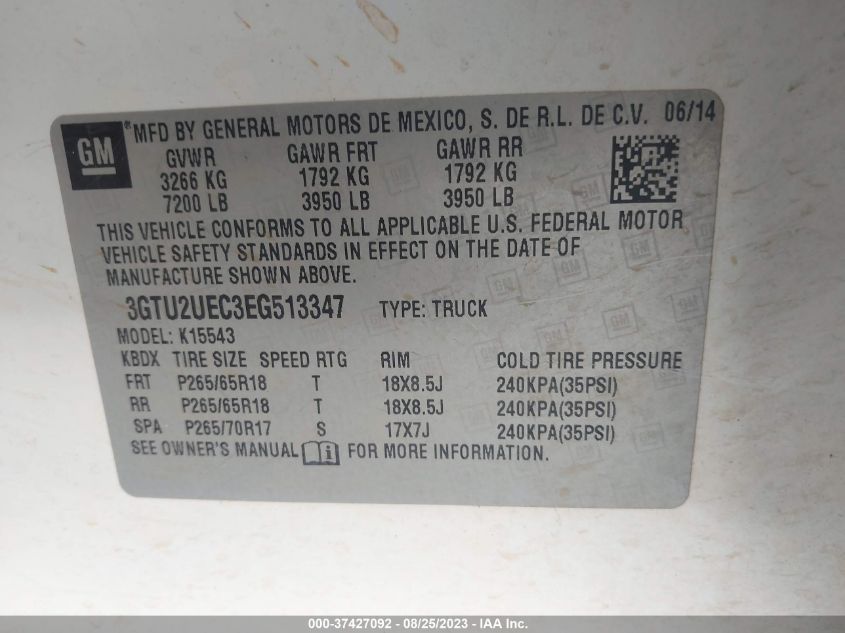 GM
® MFD BY GENERAL MOTORS DE MEXICO, S. DE R.L. DE C.V. 06/14
GVWR GAWR FRT GAWR RR
3266 KG 1792 KG 1792 KG
7200 LB 3950 LB 3950 LB
THIS VEHICLE CONFORMS TO ALL APPLICABLE U.S. FEDERAL MOTOR
VEHICLE SAFETY STANDARDS IN EFFECT ON THE DATE OF
MANUFACTURE SHOWN ABOVE.
3GTU2UEC3EG513347 TYPE: TRUCK
MODEL: K15543
KBDX TIRE SIZE SPEED RTG RIM COLD TIRE PRESSURE
FRT P265/65R18 T 18X8.5J 240KPA(35PSI)
RR P265/65R18 T 18X8.5J 240KPA(35PSI)
SPA P265/70R17 S 17X7J 240KPA(35PSI)
SEE OWNER'S MANUAL i FOR MORE INFORMATION.
000-37427092 - 08/25/2023 - IAA Inc.